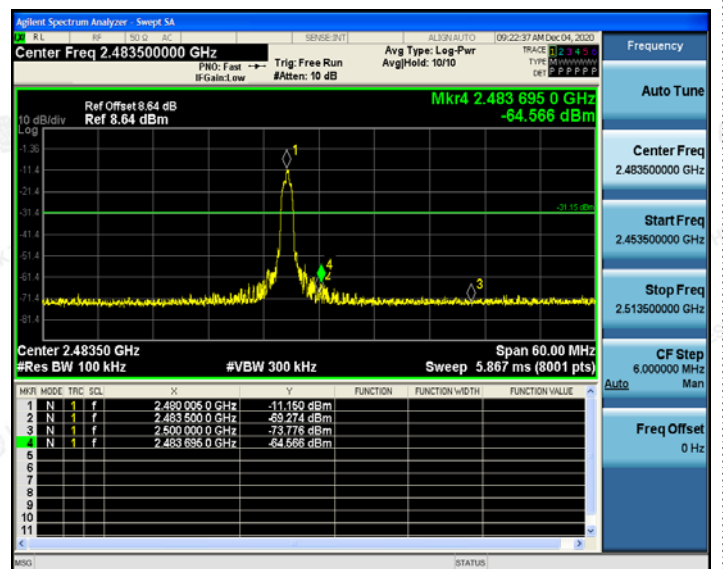 Agilent Spectrum Analyzer - Swept SA
RL RF 50 Ω AC SENSE:INT ALIGNAUTO 09:22:37 AM Dec 04, 2020
Center Freq 2.483500000 GHz
PNO: Fast
IFGain:Low
Trig: Free Run
#Atten: 10 dB
Avg Type: Log-Pwr
Avg|Hold: 10/10
TRACE 1 2 3 4 5 6
TYPE M W W W W W
DET P P P P P P
Ref Offset 8.64 dB
10 dB/div Ref 8.64 dBm
Log
Mkr4 2.483 695 0 GHz
-64.566 dBm
-1.36
-11.4
-21.4
-31.4
-41.4
-51.4
-61.4
-71.4
-81.4
1
-31.15 dBm
4
2
3
Center 2.48350 GHz Span 60.00 MHz
#Res BW 100 kHz #VBW 300 kHz Sweep 5.867 ms (8001 pts)
MKR MODE TRC SCL X Y FUNCTION FUNCTION WIDTH FUNCTION VALUE
1 N 1 f 2.480 005 0 GHz -11.150 dBm
2 N 1 f 2.483 500 0 GHz -69.274 dBm
3 N 1 f 2.500 000 0 GHz -73.776 dBm
4 N 1 f 2.483 695 0 GHz -64.566 dBm
5
6
7
8
9
10
11
MSG STATUS
Frequency
Auto Tune
Center Freq
2.483500000 GHz
Start Freq
2.453500000 GHz
Stop Freq
2.513500000 GHz
CF Step
6.000000 MHz
Auto Man
Freq Offset
0 Hz